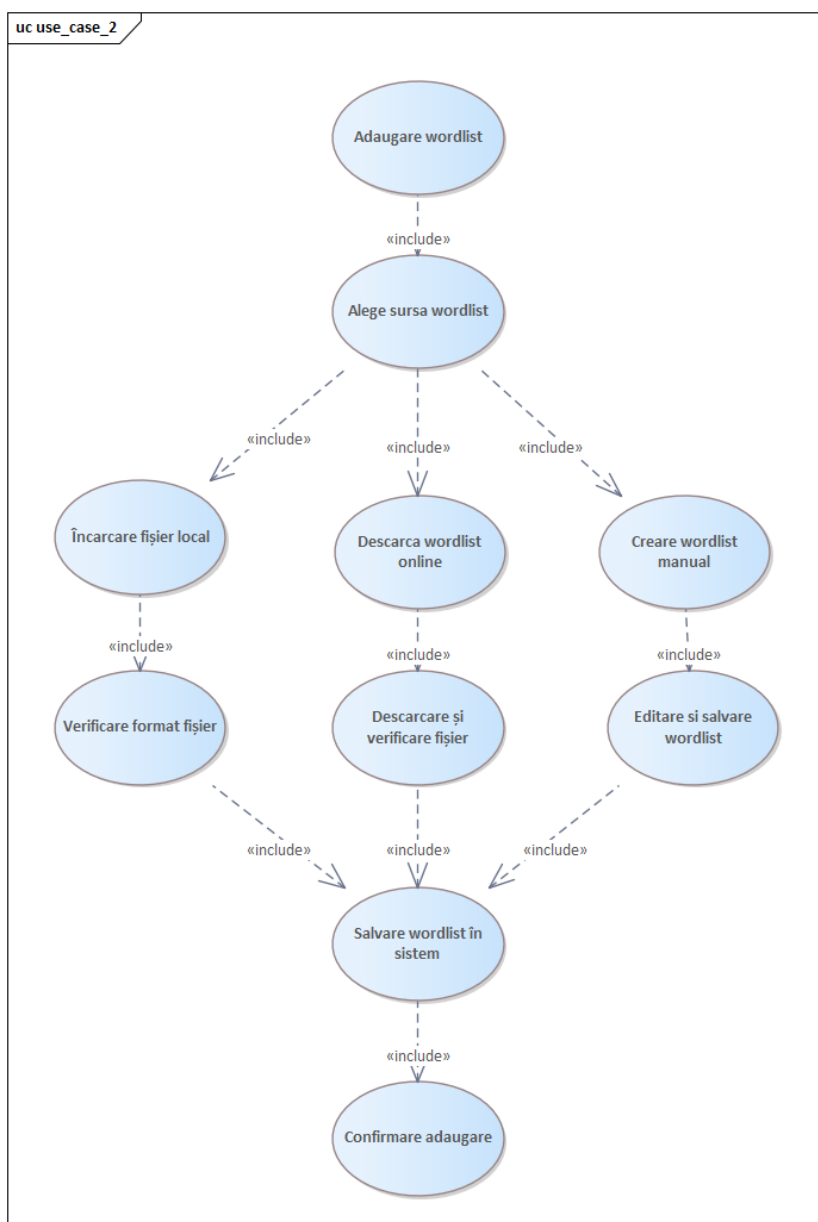 uc use_case_2
Adaugare wordlist
«include»
Alege sursa wordlist
«include»
«include»
«include»
Încarcare fișier local
Descarca wordlist
online
Creare wordlist
manual
«include»
«include»
«include»
Verificare format fișier
Descarcare și
verificare fișier
Editare si salvare
wordlist
«include»
«include»
«include»
Salvare wordlist în
sistem
«include»
Confirmare adaugare